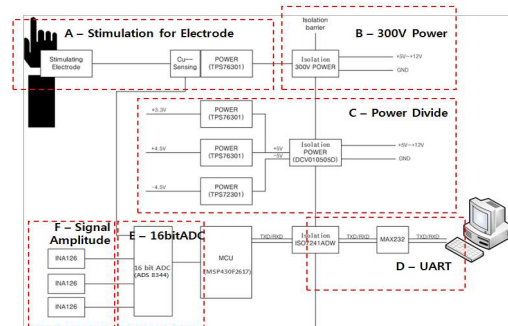 A – Stimulation for Electrode
Stimulating
Electrode
Cu--
Sensing
POWER
(TPS76301)
Isolation
barrier
B – 300V Power
Isolation
300V POWER
+5V~+12V
GND
C – Power Divide
+3.3V
POWER
(TPS76301)
+4.5V
POWER
(TPS76301)
-4.5V
POWER
(TPS72301)
+5V
-5V
Isolation
POWER
(DCV010505D)
+5V~+12V
GND
F – Signal
Amplitude
INA126
INA126
INA126
E – 16bitADC
16 bit ADC
(ADS 8344)
MCU
(MSP430F2617)
TXD/RXD
Isolation
ISO7241ADW
TXD/RXD
MAX232
TXD/RXD
D – UART